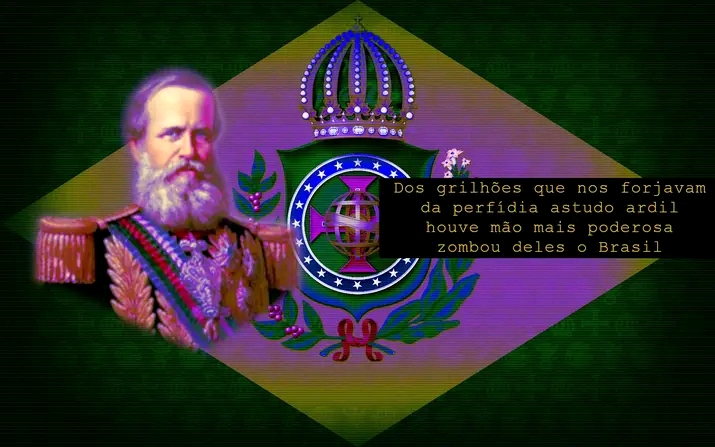 Dos grilhões que nos forjavam
da perfídia astudo ardil
houve mão mais poderosa
zombou deles o Brasil